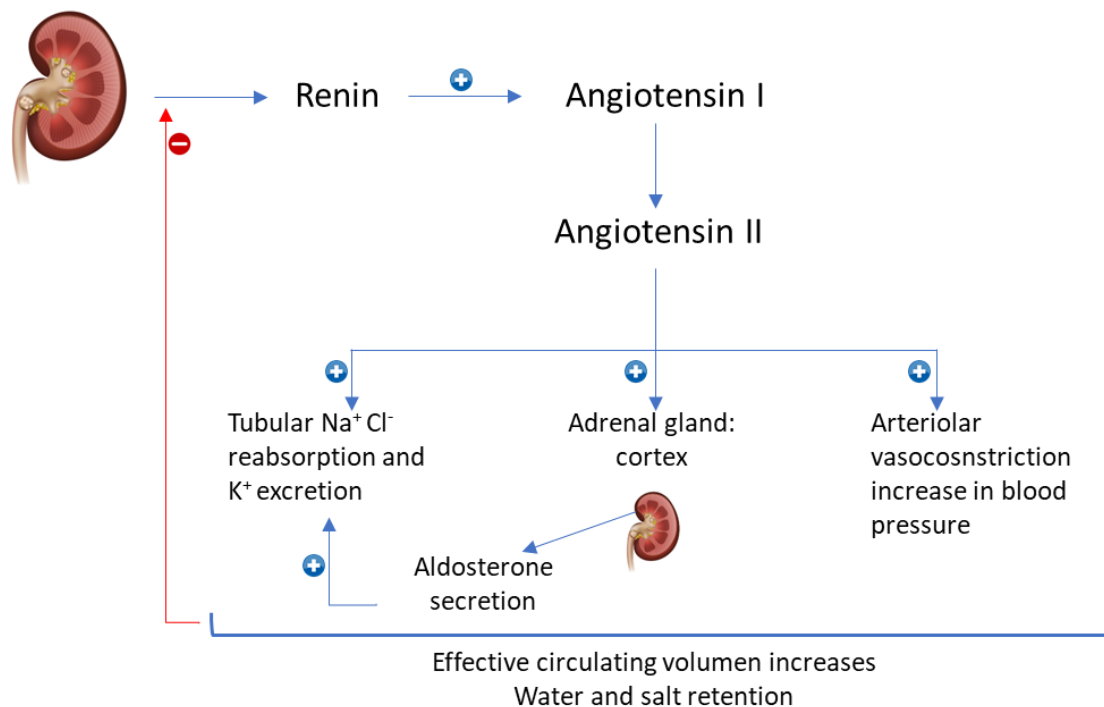 Renin
Angiotensin I
Angiotensin II
Tubular Na⁺ Cl⁻
reabsorption and
K⁺ excretion
Adrenal gland:
cortex
Arteriolar
vasocosnstriction
increase in blood
pressure
Aldosterone
secretion
Effective circulating volumen increases
Water and salt retention